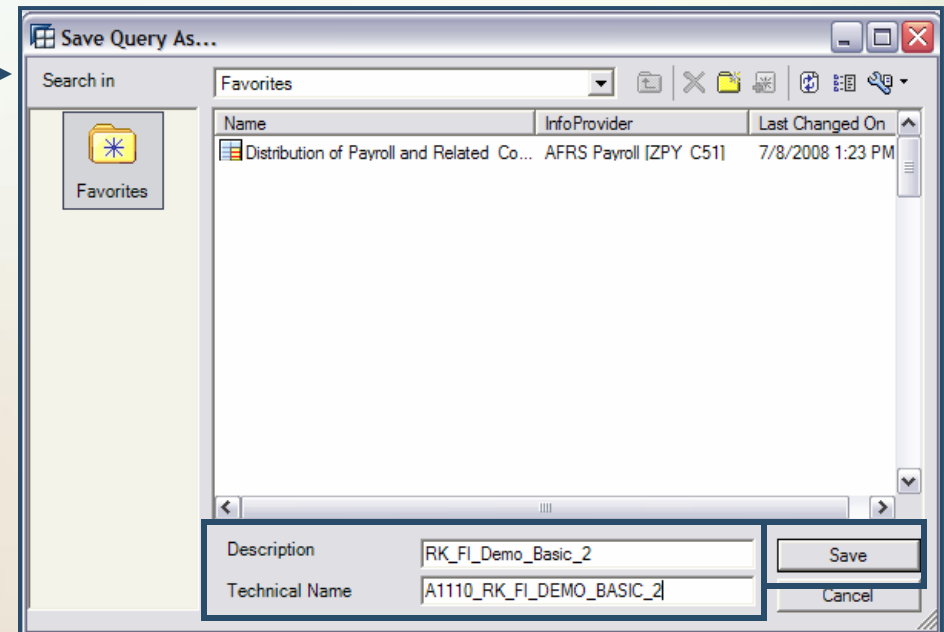 Save Query As...
Search in Favorites
Name InfoProvider Last Changed On
Distribution of Payroll and Related Co... AFRS Payroll [ZPY C51] 7/8/2008 1:23 PM
Favorites
Description RK_FI_Demo_Basic_2
Save
Technical Name A1110_RK_FI_DEMO_BASIC_2
Cancel